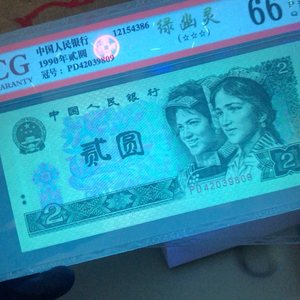 CG
WARRANTY
中国人民银行
1990年贰圆
冠号：PD42039809
12154386
绿幽灵
(☆☆☆)
66
中国人民银行
贰圆
PD42039809
2
2